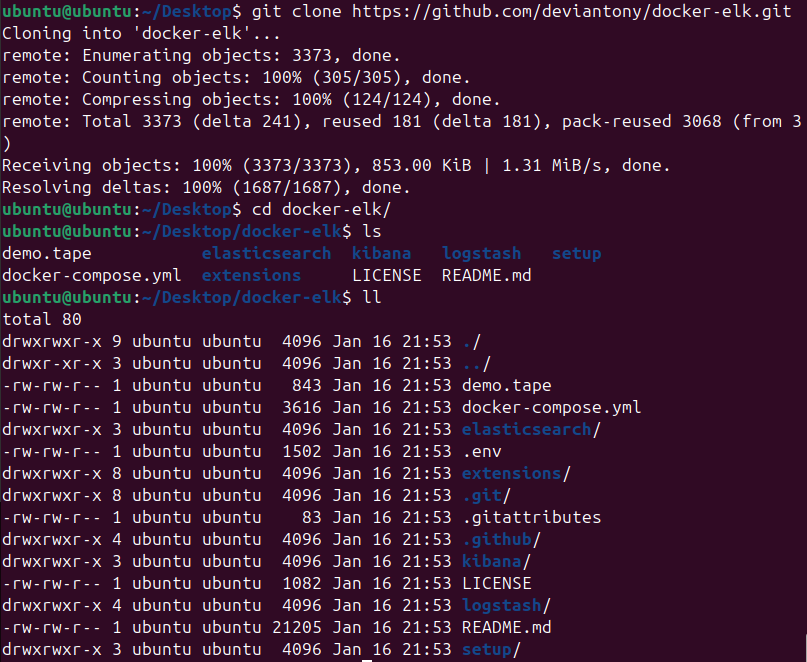 ubuntu@ubuntu:~/Desktop$ git clone https://github.com/deviantony/docker-elk.git
Cloning into 'docker-elk'...
remote: Enumerating objects: 3373, done.
remote: Counting objects: 100% (305/305), done.
remote: Compressing objects: 100% (124/124), done.
remote: Total 3373 (delta 241), reused 181 (delta 181), pack-reused 3068 (from 3
)
Receiving objects: 100% (3373/3373), 853.00 KiB | 1.31 MiB/s, done.
Resolving deltas: 100% (1687/1687), done.
ubuntu@ubuntu:~/Desktop$ cd docker-elk/
ubuntu@ubuntu:~/Desktop/docker-elk$ ls
demo.tape           elasticsearch  kibana   logstash   setup
docker-compose.yml  extensions     LICENSE  README.md
ubuntu@ubuntu:~/Desktop/docker-elk$ ll
total 80
drwxrwxr-x 9 ubuntu ubuntu  4096 Jan 16 21:53 ./
drwxr-xr-x 3 ubuntu ubuntu  4096 Jan 16 21:53 ../
-rw-rw-r-- 1 ubuntu ubuntu   843 Jan 16 21:53 demo.tape
-rw-rw-r-- 1 ubuntu ubuntu  3616 Jan 16 21:53 docker-compose.yml
drwxrwxr-x 3 ubuntu ubuntu  4096 Jan 16 21:53 elasticsearch/
-rw-rw-r-- 1 ubuntu ubuntu  1502 Jan 16 21:53 .env
drwxrwxr-x 8 ubuntu ubuntu  4096 Jan 16 21:53 extensions/
drwxrwxr-x 8 ubuntu ubuntu  4096 Jan 16 21:53 .git/
-rw-rw-r-- 1 ubuntu ubuntu    83 Jan 16 21:53 .gitattributes
drwxrwxr-x 4 ubuntu ubuntu  4096 Jan 16 21:53 .github/
drwxrwxr-x 3 ubuntu ubuntu  4096 Jan 16 21:53 kibana/
-rw-rw-r-- 1 ubuntu ubuntu  1082 Jan 16 21:53 LICENSE
drwxrwxr-x 4 ubuntu ubuntu  4096 Jan 16 21:53 logstash/
-rw-rw-r-- 1 ubuntu ubuntu 21205 Jan 16 21:53 README.md
drwxrwxr-x 3 ubuntu ubuntu  4096 Jan 16 21:53 setup/